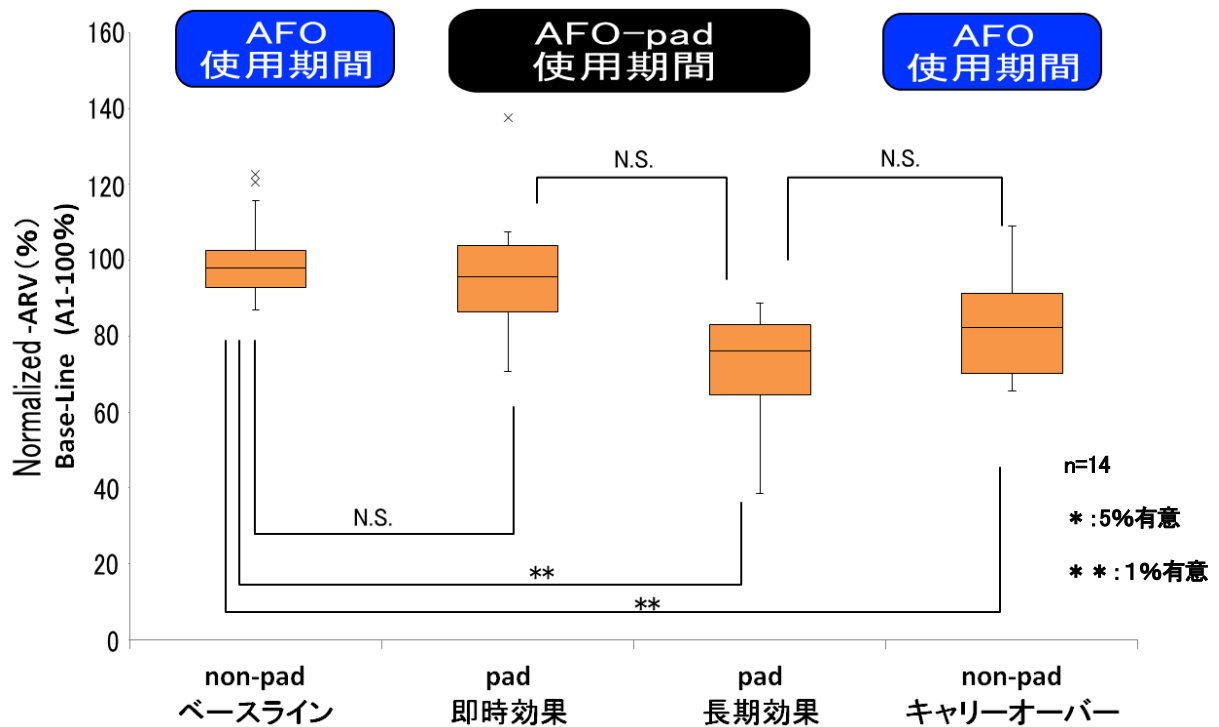 AFO
使用期間
AFO-pad
使用期間
AFO
使用期間
Normalized-ARV(%)
Base-Line (A1-100%)
160
140
120
100
80
60
40
20
0
N.S.
N.S.
N.S.
**
**
n=14
*:5%有意
**:1%有意
non-pad
ベースライン
pad
即時効果
pad
長期効果
non-pad
キャリーオーバー